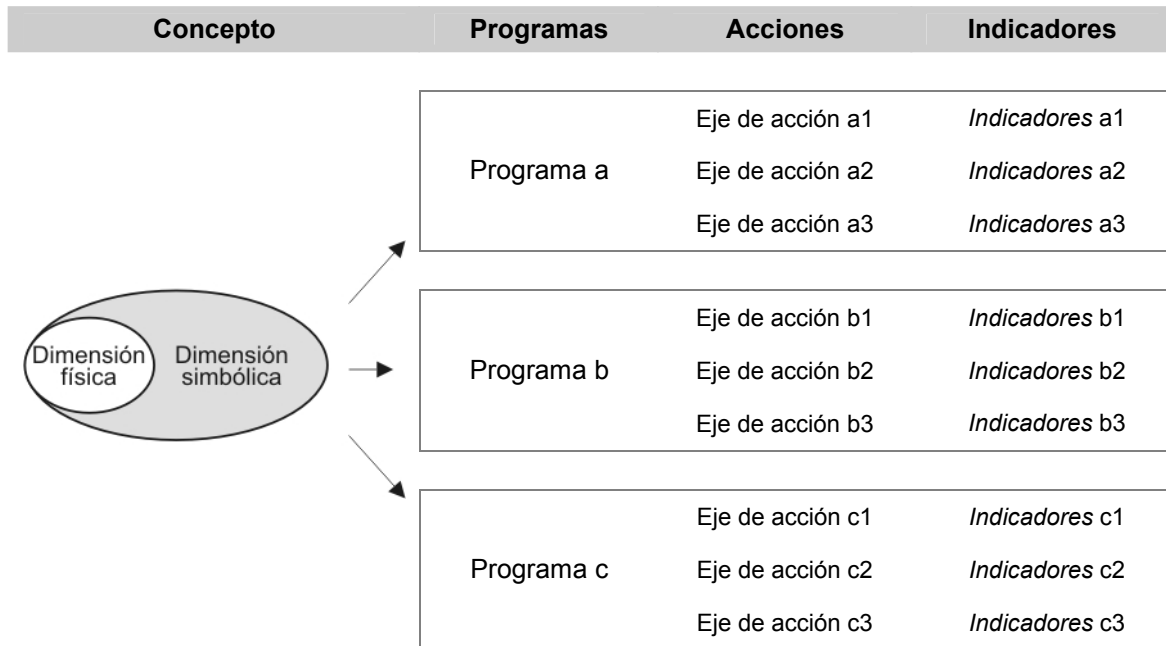 Concepto Programas Acciones Indicadores
Eje de acción a1 Indicadores a1
Programa a Eje de acción a2 Indicadores a2
Eje de acción a3 Indicadores a3
Dimensión física
Dimensión simbólica
Eje de acción b1 Indicadores b1
Programa b Eje de acción b2 Indicadores b2
Eje de acción b3 Indicadores b3
Eje de acción c1 Indicadores c1
Programa c Eje de acción c2 Indicadores c2
Eje de acción c3 Indicadores c3